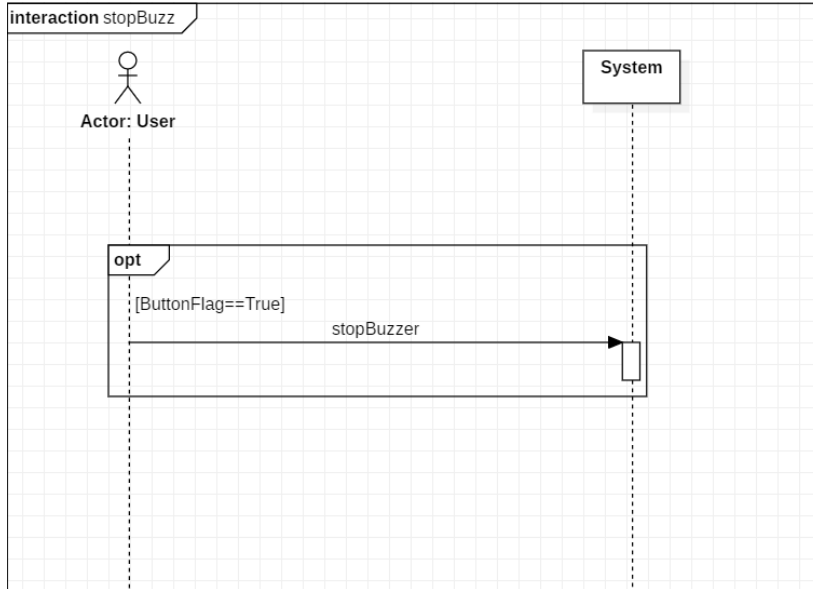 interaction stopBuzz
Actor: User
System
opt
[ButtonFlag==True]
stopBuzzer